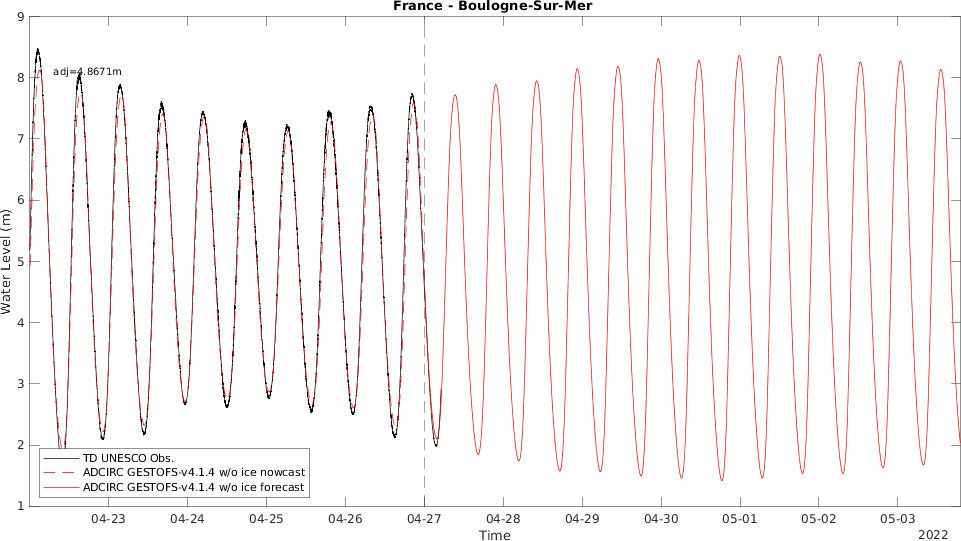 France - Boulogne-Sur-Mer
9
8
7
6
5
4
3
2
1
Water Level (m)
adj=4.8671m
TD UNESCO Obs.
ADCIRC GESTOFS-v4.1.4 w/o ice nowcast
ADCIRC GESTOFS-v4.1.4 w/o ice forecast
04-23 04-24 04-25 04-26 04-27 04-28 04-29 04-30 05-01 05-02 05-03
Time
2022